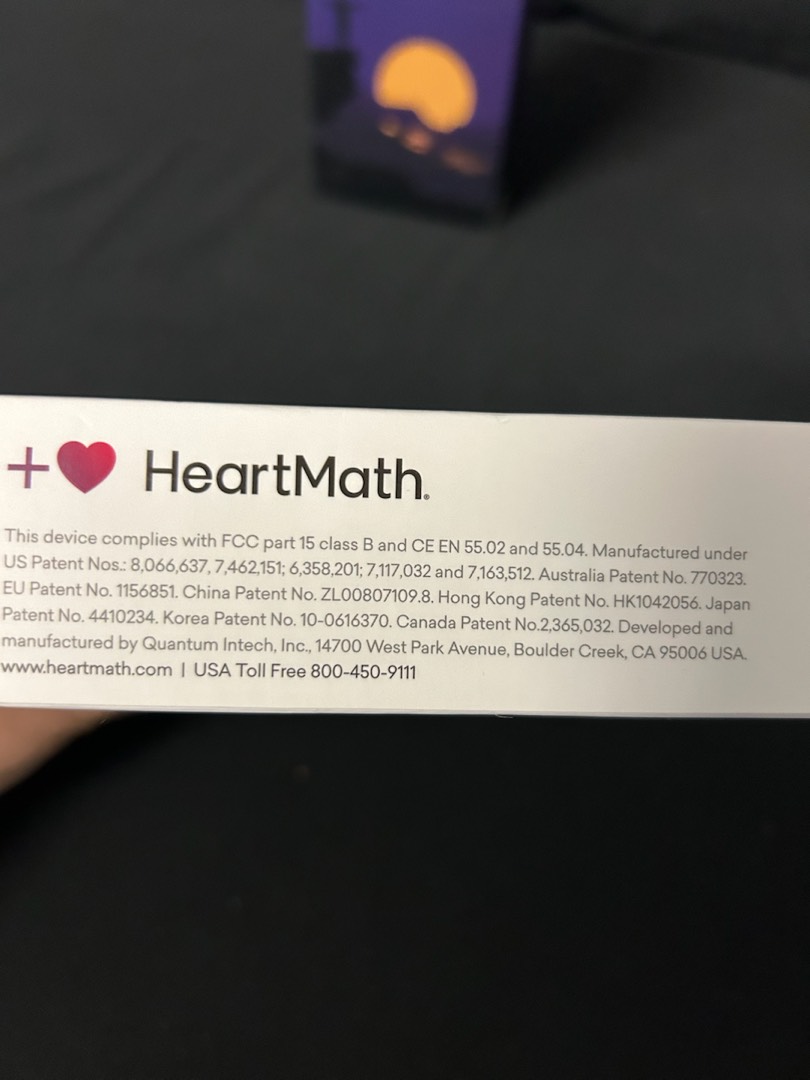 HeartMath®
This device complies with FCC part 15 class B and CE EN 55.02 and 55.04. Manufactured under
US Patent Nos.: 8,066,637, 7,462,151; 6,358,201; 7,117,032 and 7,163,512. Australia Patent No. 770323.
EU Patent No. 1156851. China Patent No. ZL00807109.8. Hong Kong Patent No. HK1042056. Japan
Patent No. 4410234. Korea Patent No. 10-0616370. Canada Patent No.2,365,032. Developed and
manufactured by Quantum Intech, Inc., 14700 West Park Avenue, Boulder Creek, CA 95006 USA.
www.heartmath.com | USA Toll Free 800-450-9111